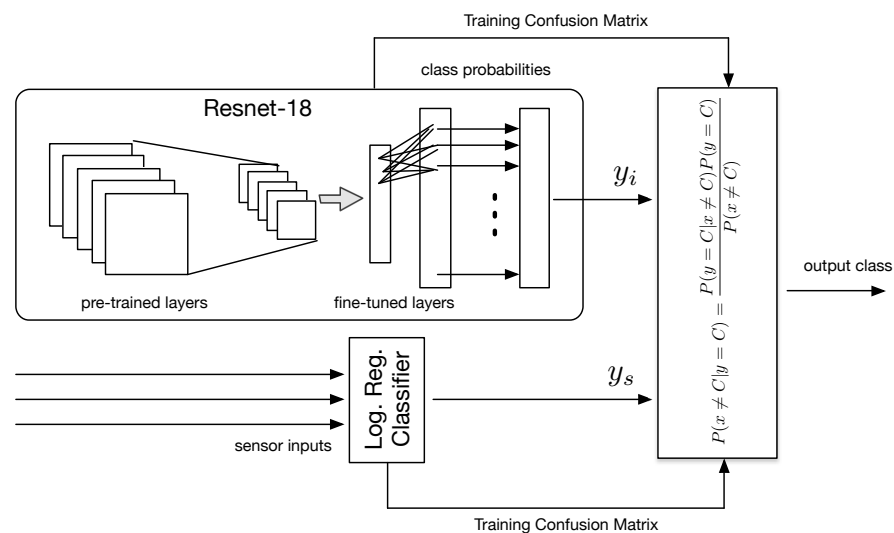 Training Confusion Matrix
class probabilities
Resnet-18
y_i
pre-trained layers
fine-tuned layers
P(x ≠ C|y = C) = P(y = C|x ≠ C)P(y = C) / P(x ≠ C)
output class
Log. Reg.
Classifier
y_s
sensor inputs
Training Confusion Matrix